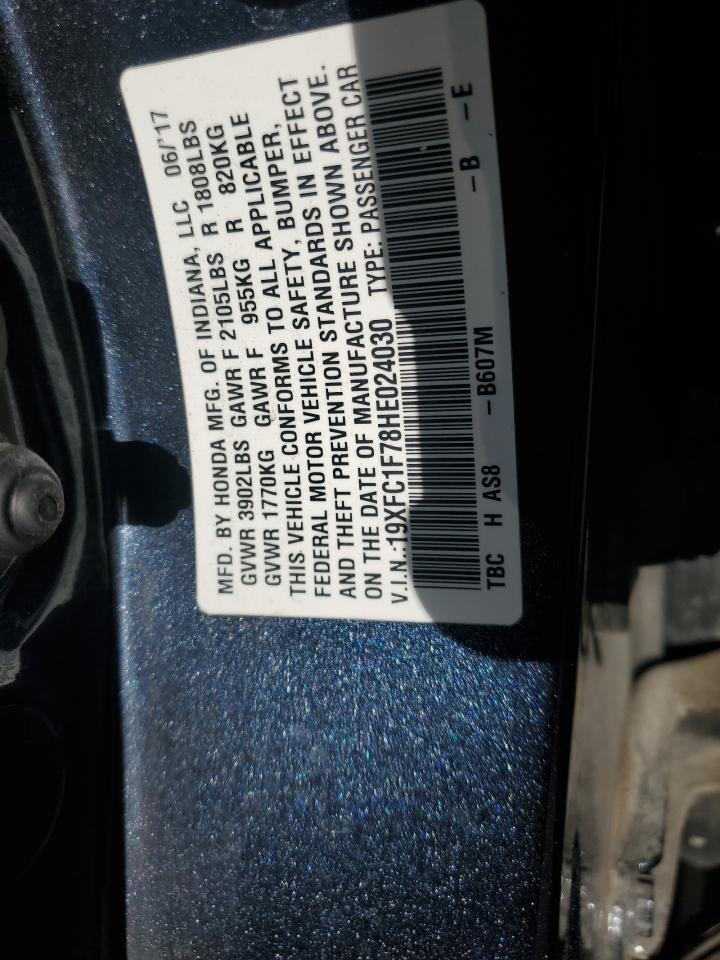 MFD. BY HONDA MFG. OF INDIANA, LLC 06/'17
GVWR 3902LBS GAWR F 2105LBS R 1808LBS
GVWR 1770KG GAWR F 955KG R 820KG
THIS VEHICLE CONFORMS TO ALL APPLICABLE
FEDERAL MOTOR VEHICLE SAFETY, BUMPER,
AND THEFT PREVENTION STANDARDS IN EFFECT
ON THE DATE OF MANUFACTURE SHOWN ABOVE.
V.I.N.:19XFC1F78HE024030 TYPE: PASSENGER CAR
TBC H AS8 -B607M -B -E